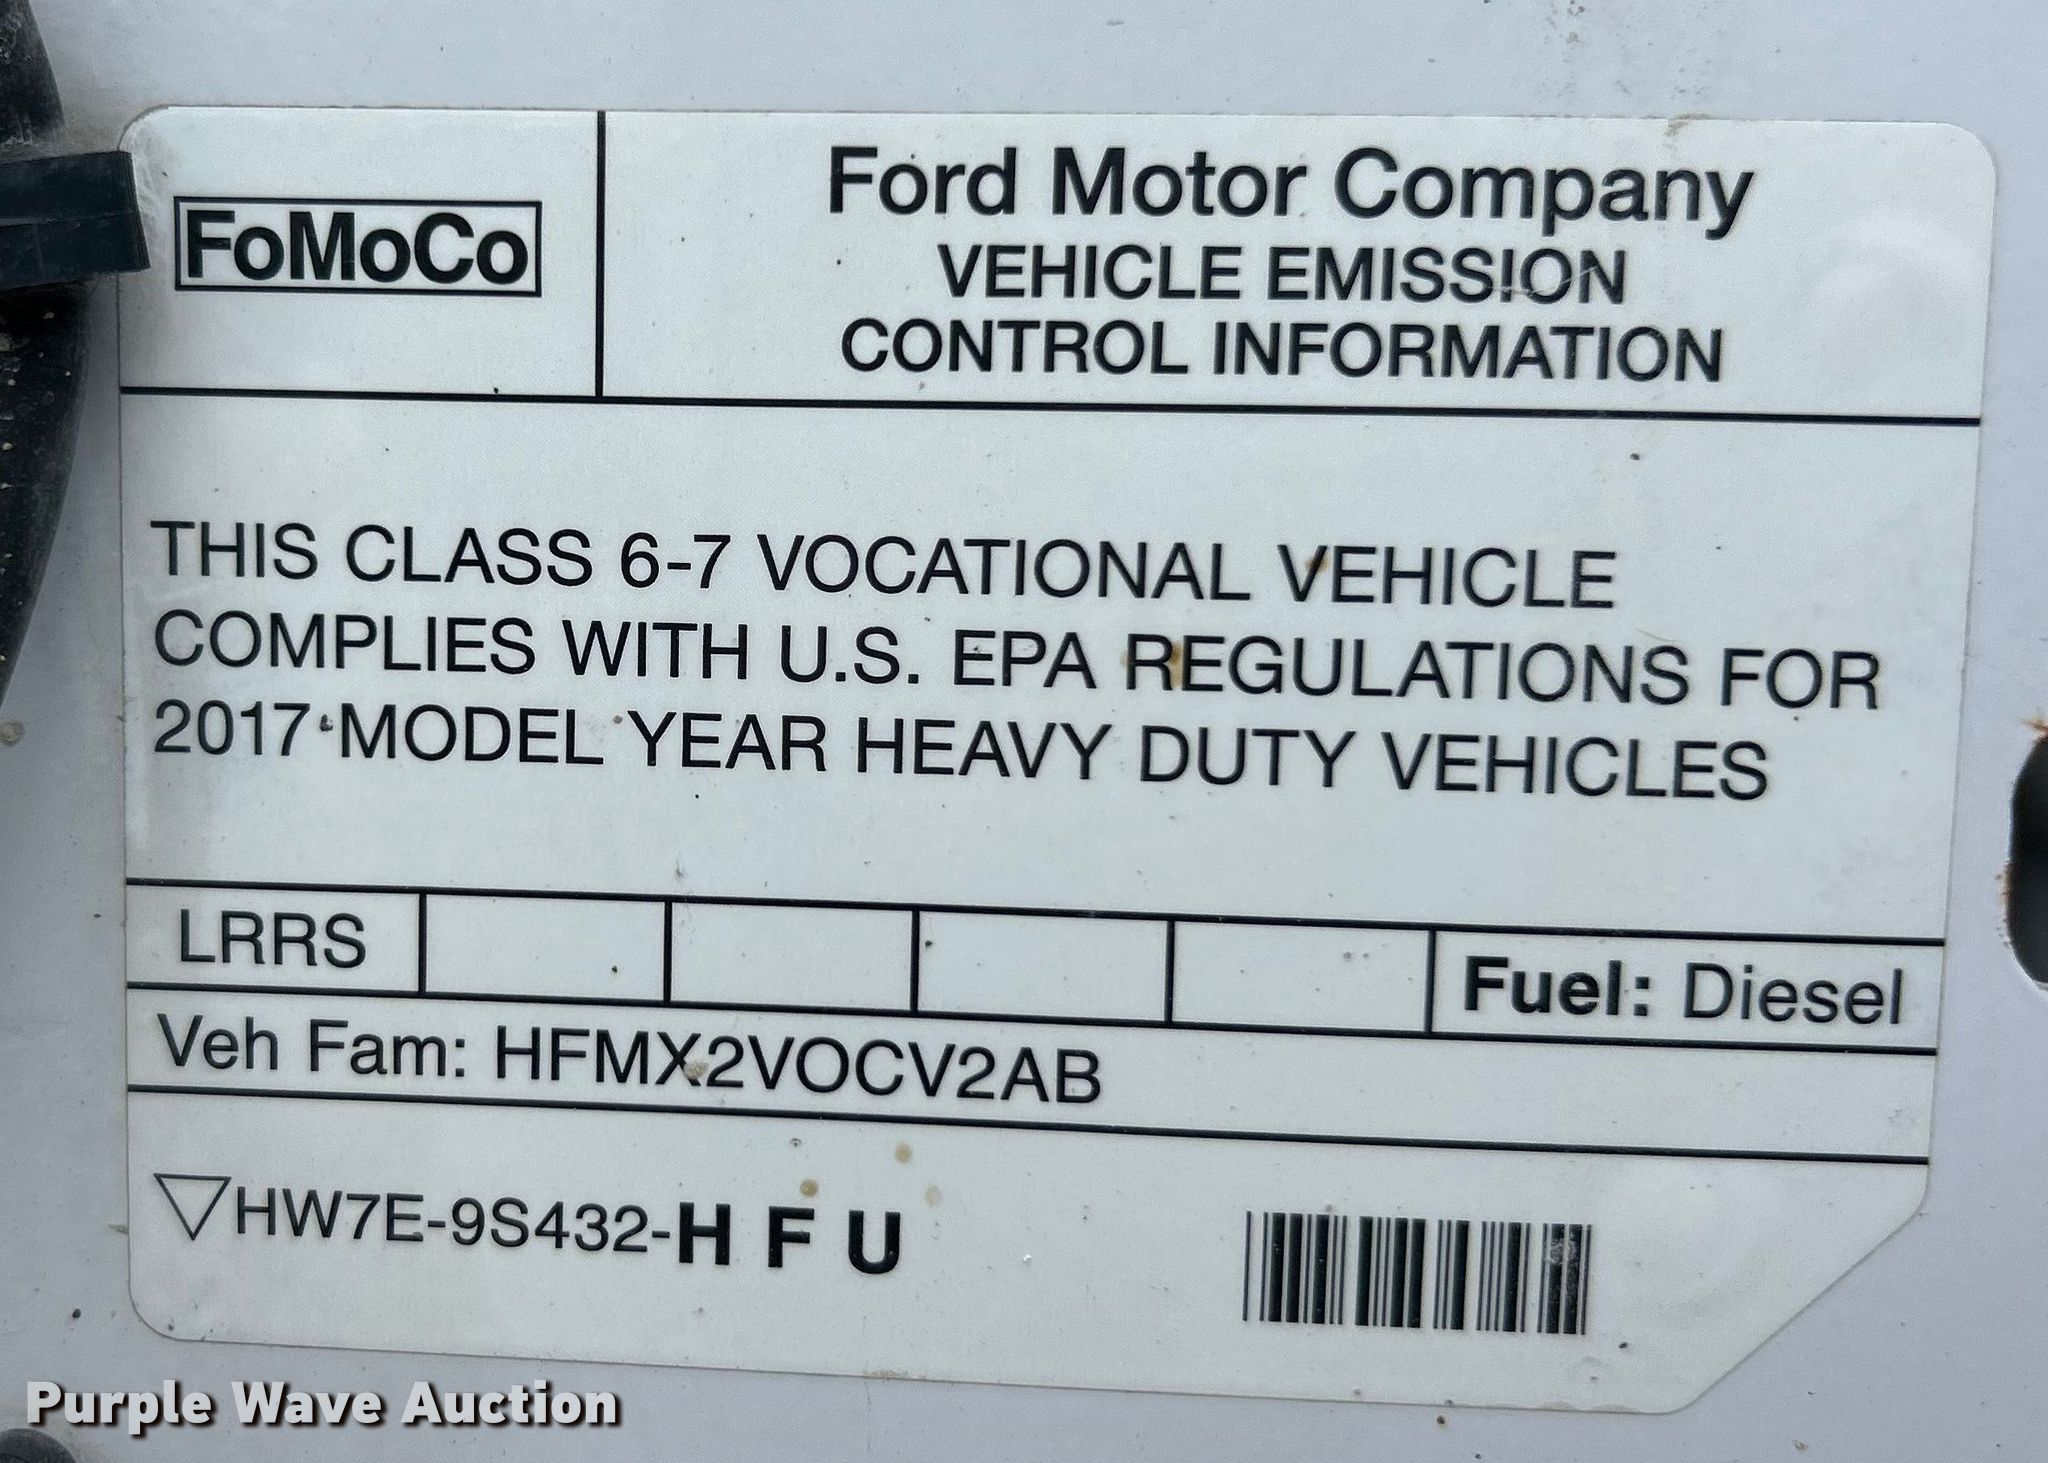 FoMoCo
Ford Motor Company
VEHICLE EMISSION
CONTROL INFORMATION
THIS CLASS 6-7 VOCATIONAL VEHICLE
COMPLIES WITH U.S. EPA REGULATIONS FOR
2017 MODEL YEAR HEAVY DUTY VEHICLES
LRRS
Fuel: Diesel
Veh Fam: HFMX2VOCV2AB
▽HW7E-9S432-H F U
Purple Wave Auction